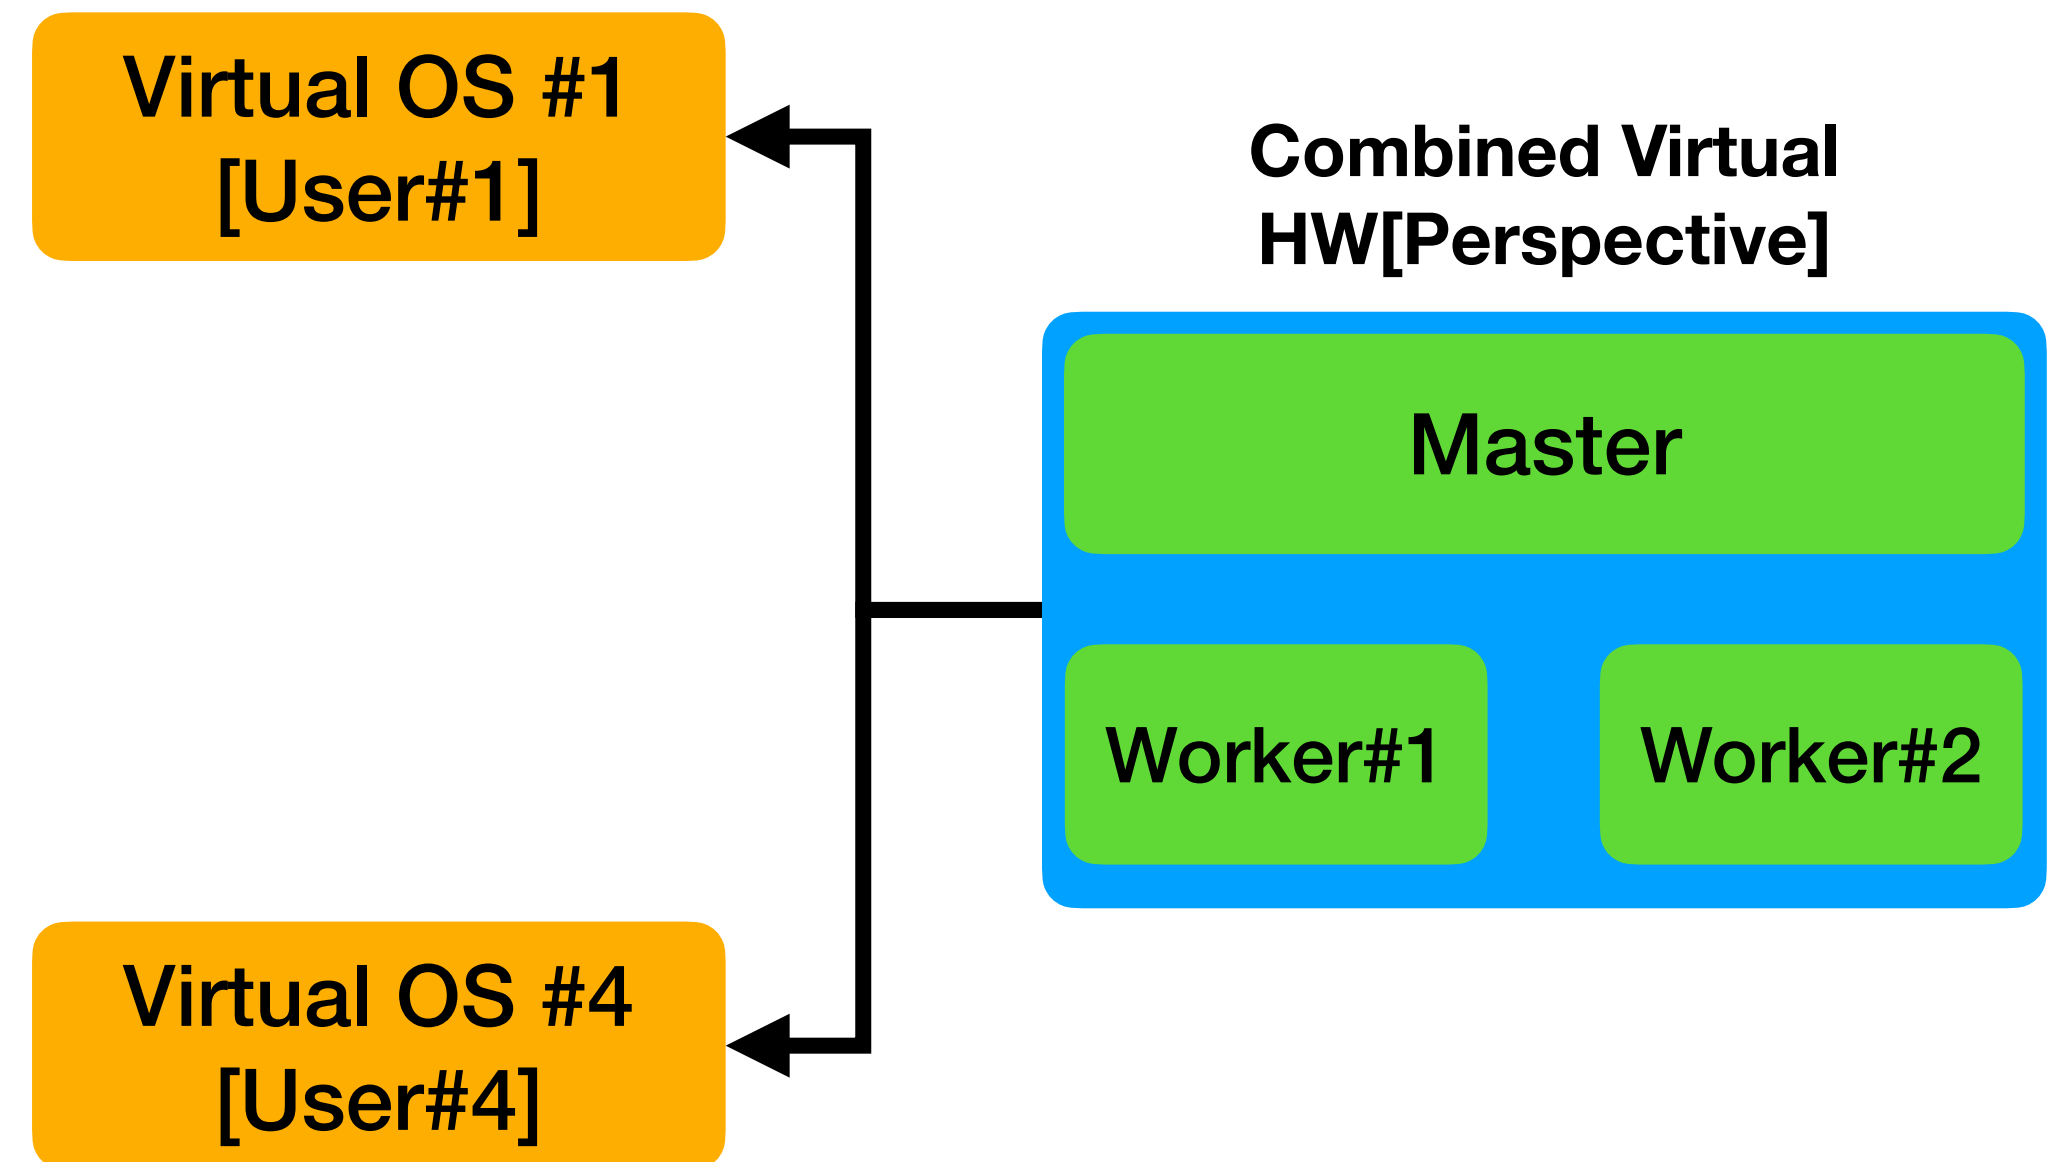 Virtual OS #1
[User#1]
Combined Virtual
HW[Perspective]
Master
Worker#1
Worker#2
Virtual OS #4
[User#4]